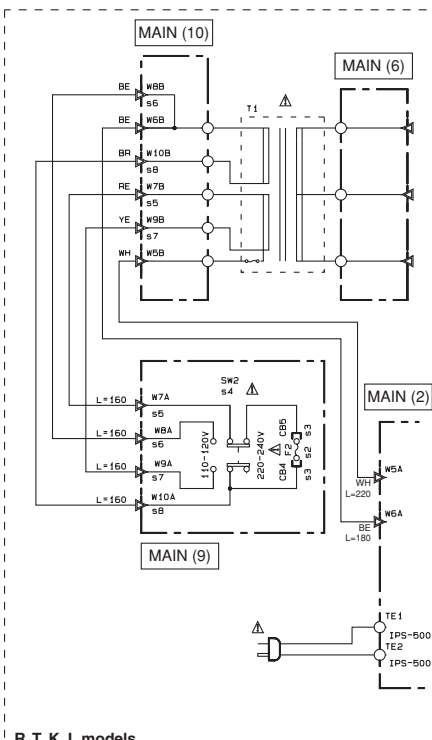 MAIN (10)
MAIN (6)
T1
BE W8B
s6
BE W6B
BR W10B
s8
RE W7B
s5
YE W9B
s7
WH W5B
SW2
s4
L=160 W7A
s5
L=160 W8A
s6
L=160 W9A
s7
L=160 W10A
s8
110-120V
220-240V
CB4 F2 CB5
s3 s2 s3
MAIN (9)
MAIN (2)
W5A
WH
L=220
W6A
BE
L=180
TE1
IPS-500
TE2
IPS-500
R, T, K, L models